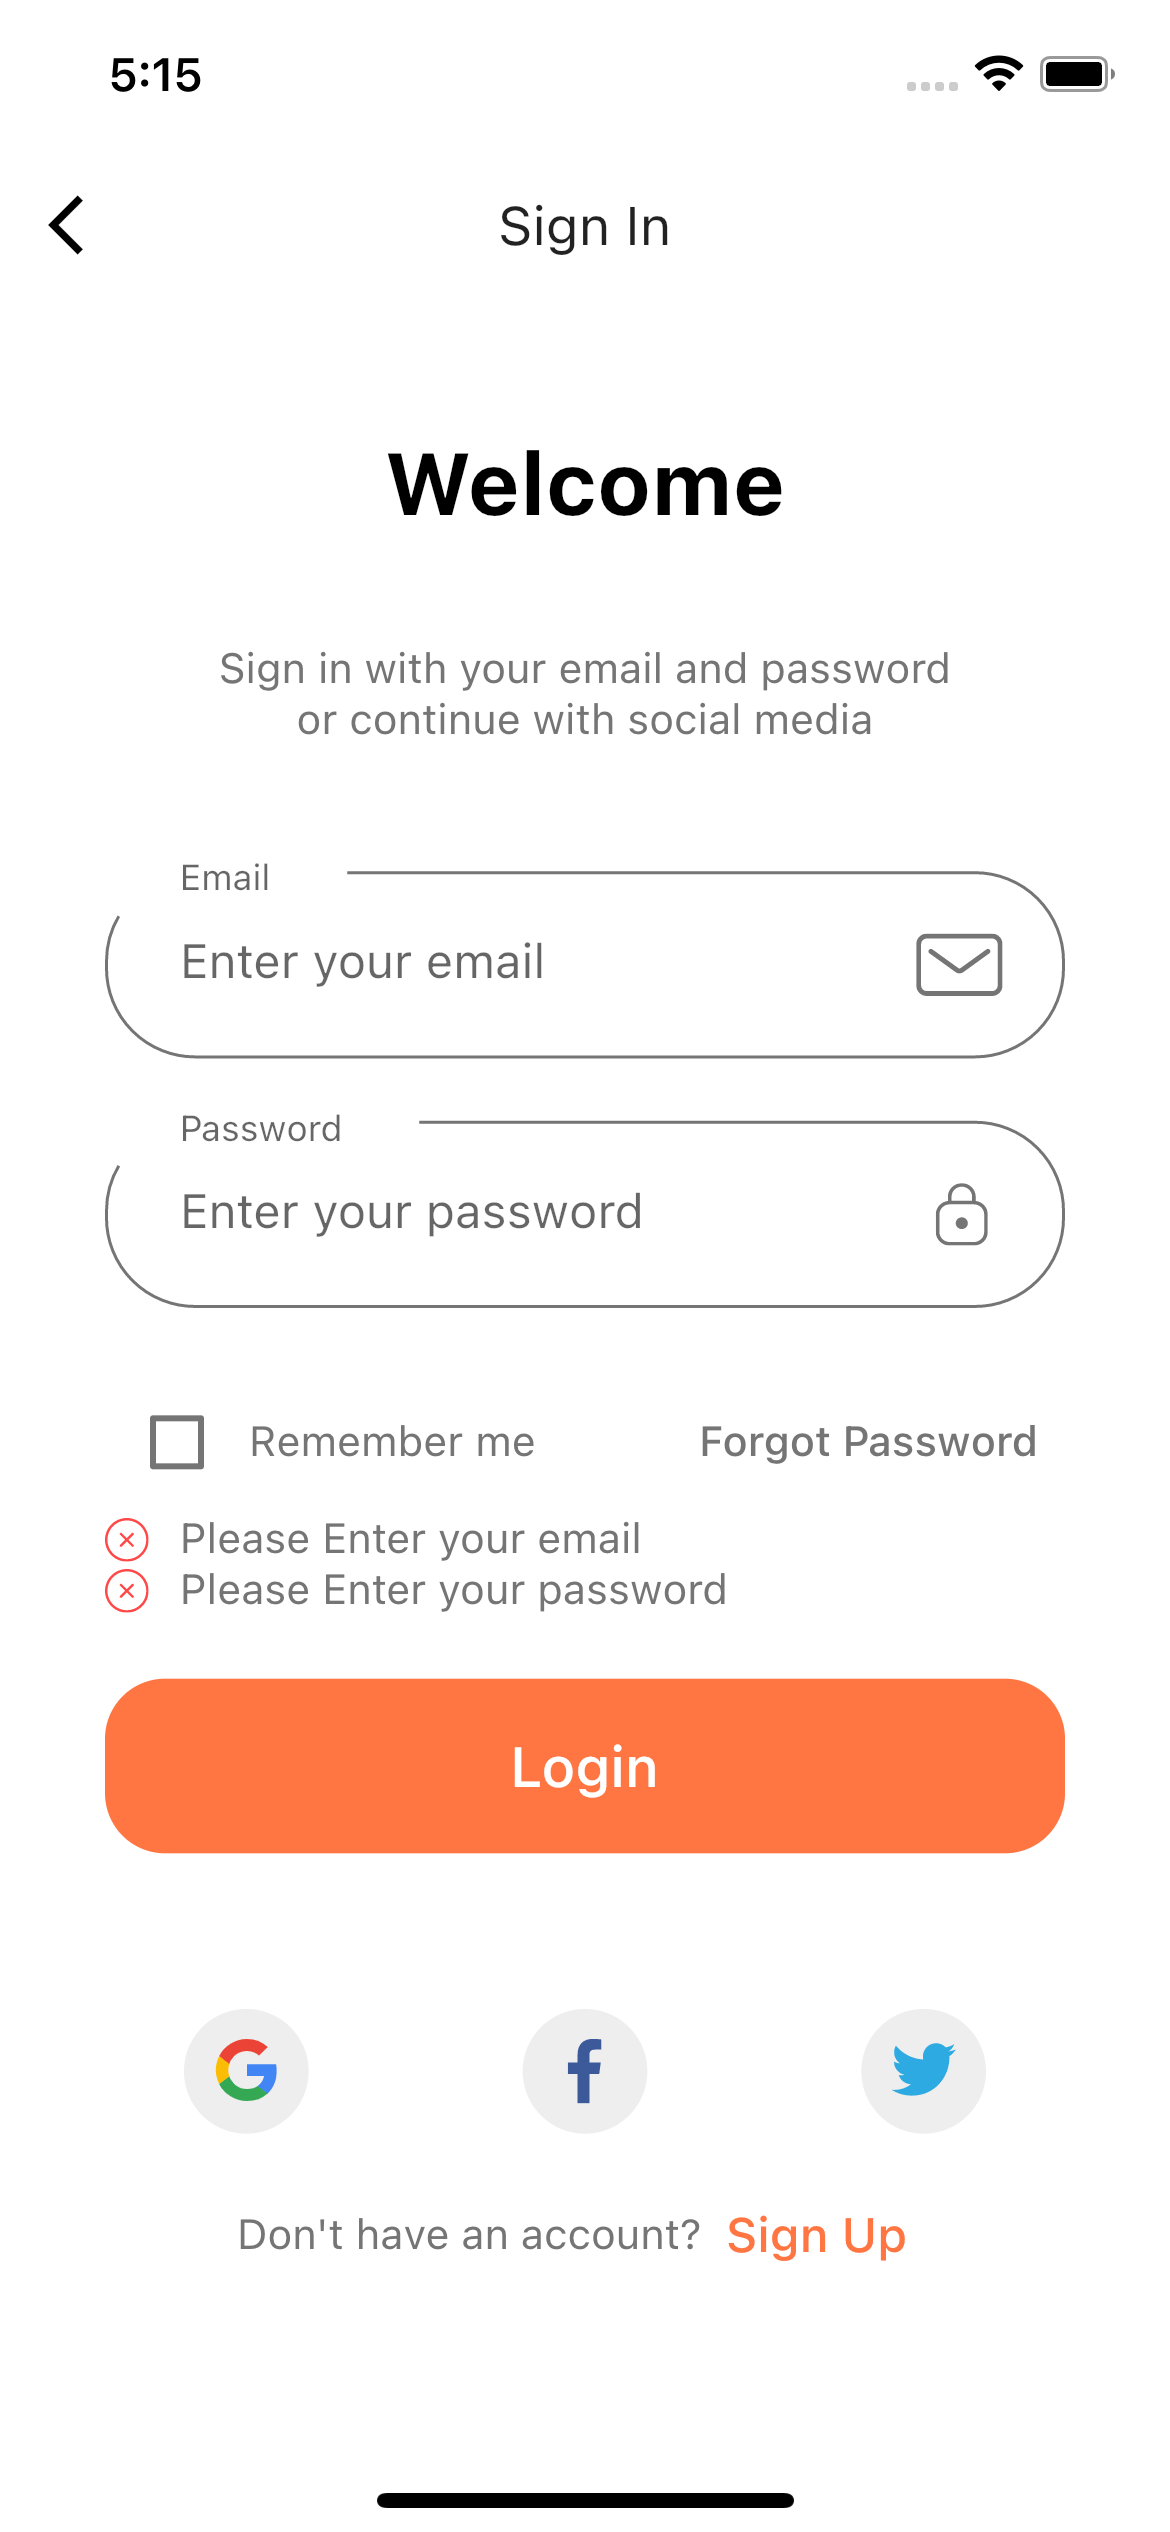 5:15
Sign In
Welcome
Sign in with your email and password
or continue with social media
Email
Enter your email
Password
Enter your password
Remember me
Forgot Password
Please Enter your email
Please Enter your password
Login
Don't have an account? Sign Up